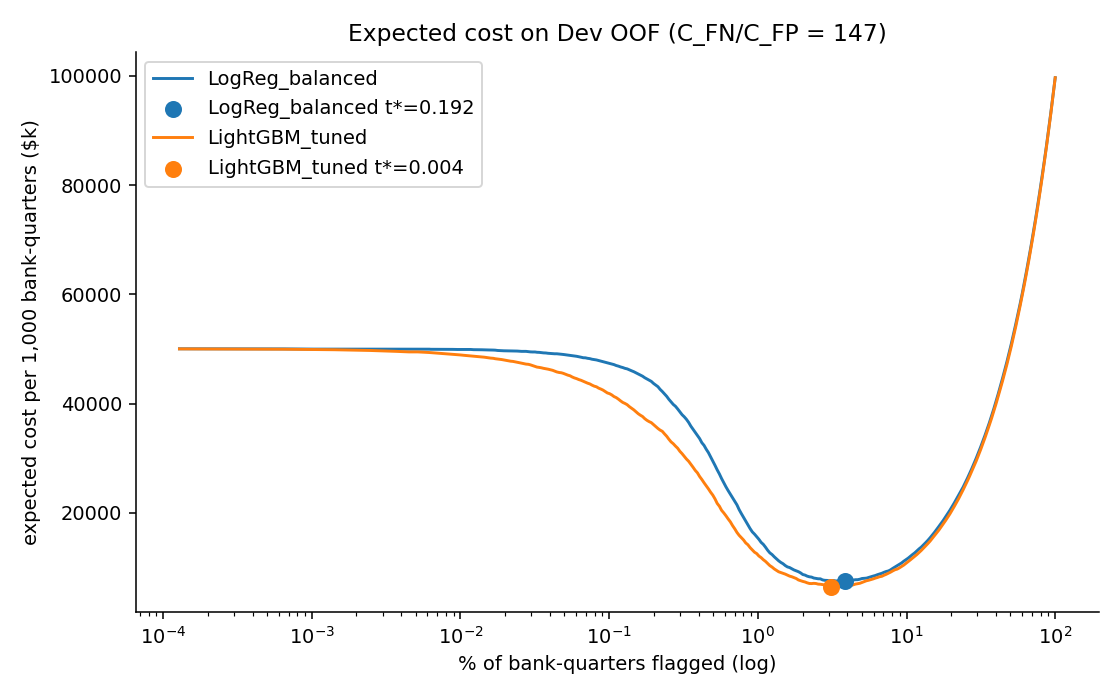 Expected cost on Dev OOF (C_FN/C_FP = 147)
LogReg_balanced
LogReg_balanced t*=0.192
LightGBM_tuned
LightGBM_tuned t*=0.004
expected cost per 1,000 bank-quarters ($k)
100000
80000
60000
40000
20000
10⁻⁴ 10⁻³ 10⁻² 10⁻¹ 10⁰ 10¹ 10²
% of bank-quarters flagged (log)